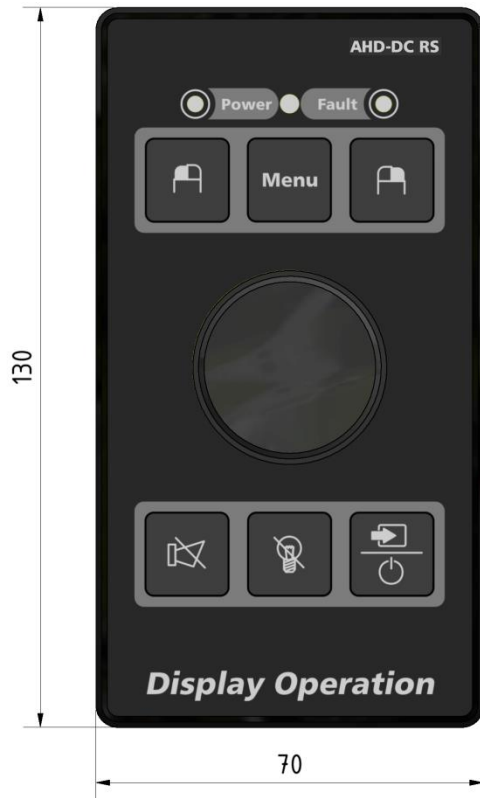 AHD-DC RS
Power Fault
Menu
130
Display Operation
70